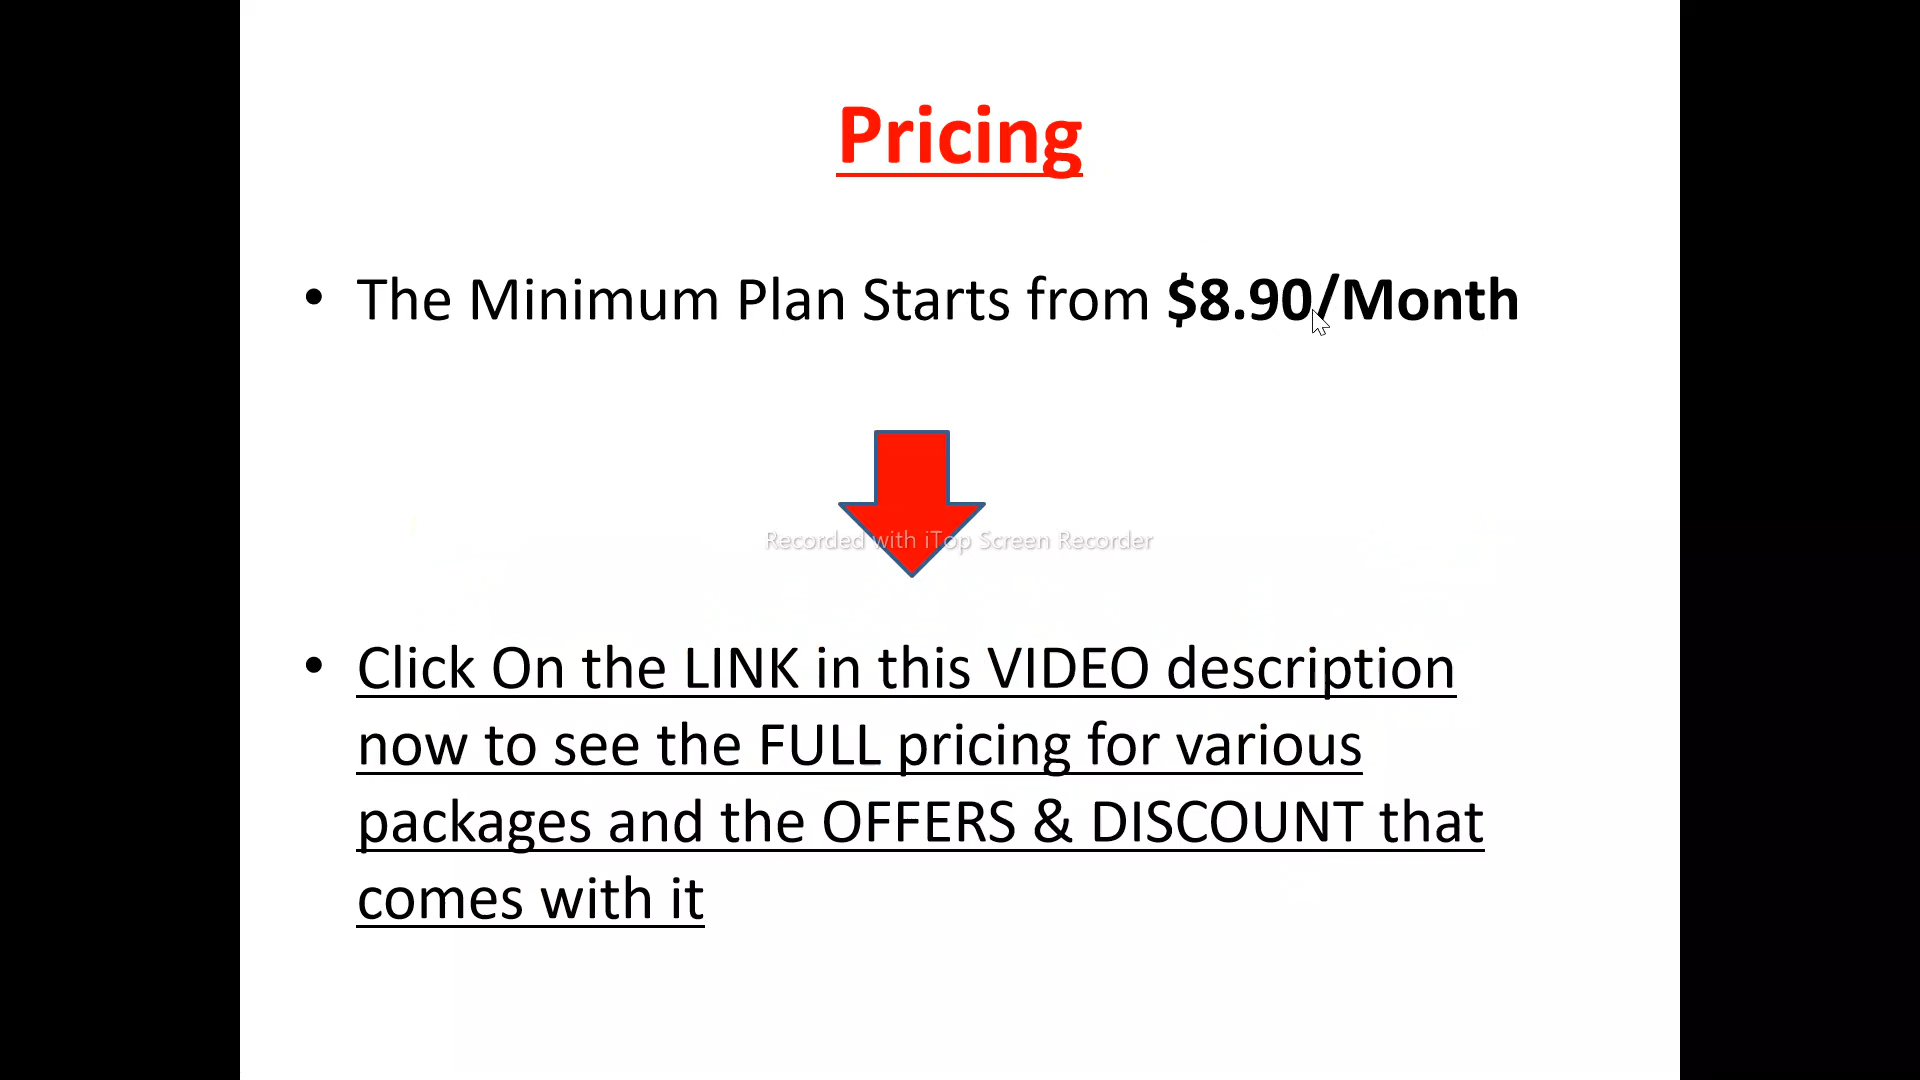 Pricing
• The Minimum Plan Starts from $8.90/Month
Recorded with iTop Screen Recorder
• Click On the LINK in this VIDEO description
now to see the FULL pricing for various
packages and the OFFERS & DISCOUNT that
comes with it